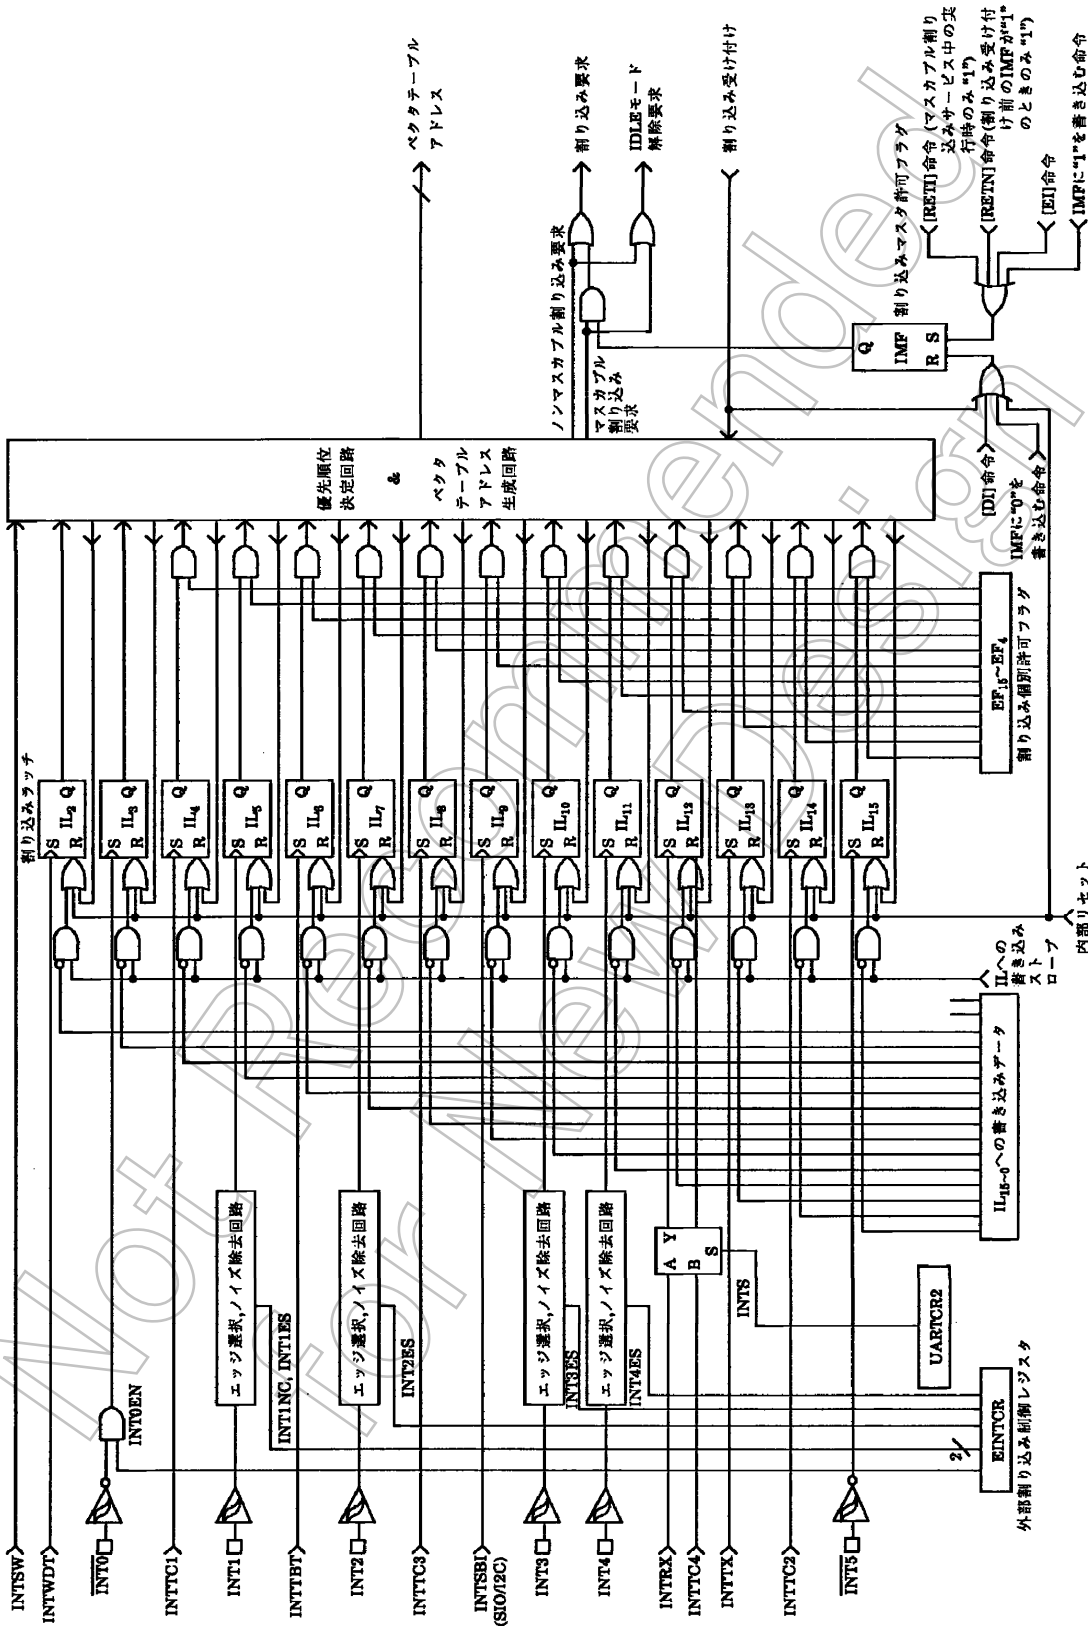 INTSW
INTWDT
INT0
INTTC1
INT1
INTTBT
INT2
INTTC3
INTSBI
(SIO/I2C)
INT3
INT4
INTRX
INTTC4
INTTX
INTTC2
INT5
INT0EN
INT1NC, INT1ES
INT2ES
INT3ES
INT4ES
2
EINTCR
外部割り込み制御レジスタ
エッジ選択,ノイズ除去回路
エッジ選択,ノイズ除去回路
エッジ選択,ノイズ除去回路
エッジ選択,ノイズ除去回路
A Y
B
S
INTS
UARTCR2
IL15~0への書き込みデータ
ILへの
書き込み
スト
ローブ
内部リセット
割り込みラッチ
S IL2 Q
R
S IL3 Q
R
S IL4 Q
R
S IL5 Q
R
S IL6 Q
R
S IL7 Q
R
S IL8 Q
R
S IL9 Q
R
S IL10 Q
R
S IL11 Q
R
S IL12 Q
R
S IL13 Q
R
S IL14 Q
R
S IL15 Q
R
EF15~EF4
割り込み個別許可フラグ
優先順位
決定回路
&
ベクタ
テーブル
アドレス
生成回路
[DI]命令
IMFに"0"を
書き込む命令
ベクタテーブル
アドレス
ノンマスカブル割り込み要求
マスカブル
割り込み
要求
割り込み要求
IDLEモード
解除要求
割り込み受け付け
割り込みマスタ許可フラグ
Q
IMF
R S
[RETI]命令 (マスカブル割り
込みサービス中の実
行時のみ "1")
[RETN]命令(割り込み受け付
け前のIMFが"1"
のときのみ "1")
[EI]命令
IMFに"1"を書き込む命令
Not Recommended
for New Design